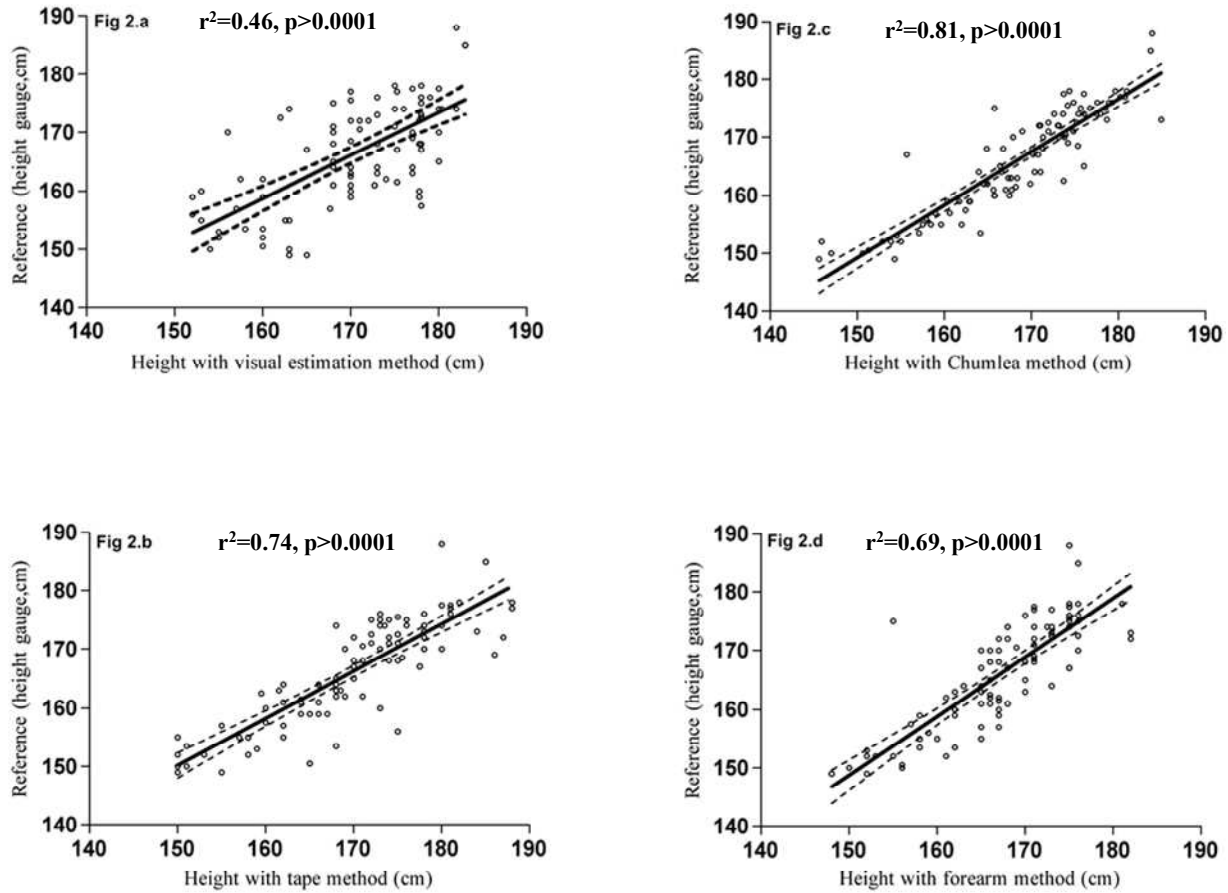 Fig 2.a
r²=0.46, p>0.0001
Reference (height gauge,cm)
190
180
170
160
150
140
140 150 160 170 180 190
Height with visual estimation method (cm)
Fig 2.c
r²=0.81, p>0.0001
Reference (height gauge,cm)
190
180
170
160
150
140
140 150 160 170 180 190
Height with Chumlea method (cm)
Fig 2.b
r²=0.74, p>0.0001
Reference (height gauge,cm)
190
180
170
160
150
140
140 150 160 170 180 190
Height with tape method (cm)
Fig 2.d
r²=0.69, p>0.0001
Reference (height gauge,cm)
190
180
170
160
150
140
140 150 160 170 180 190
Height with forearm method (cm)